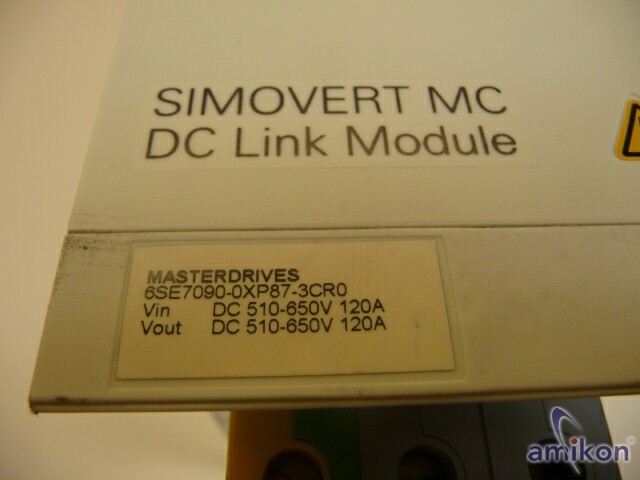 SIMOVERT MC
DC Link Module
MASTERDRIVES
6SE7090-0XP87-3CR0
Vin DC 510-650V 120A
Vout DC 510-650V 120A
amikon®